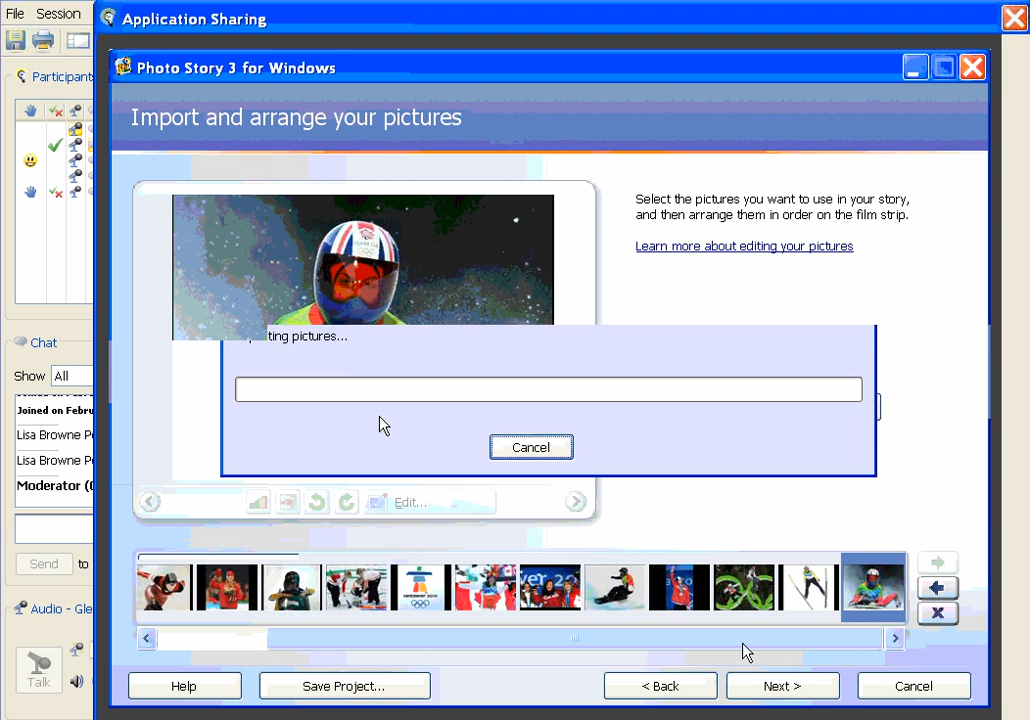 File Session
Application Sharing
Photo Story 3 for Windows
Participants
Import and arrange your pictures
Select the pictures you want to use in your story,
and then arrange them in order on the film strip.
Learn more about editing your pictures
ting pictures...
Chat
Show All
Joined on Febru
Lisa Browne P
Lisa Browne P
Moderator (
Cancel
Edit...
Send to
Audio - Gle
Talk
VANCOUVER 2010
Help
Save Project...
< Back
Next >
Cancel